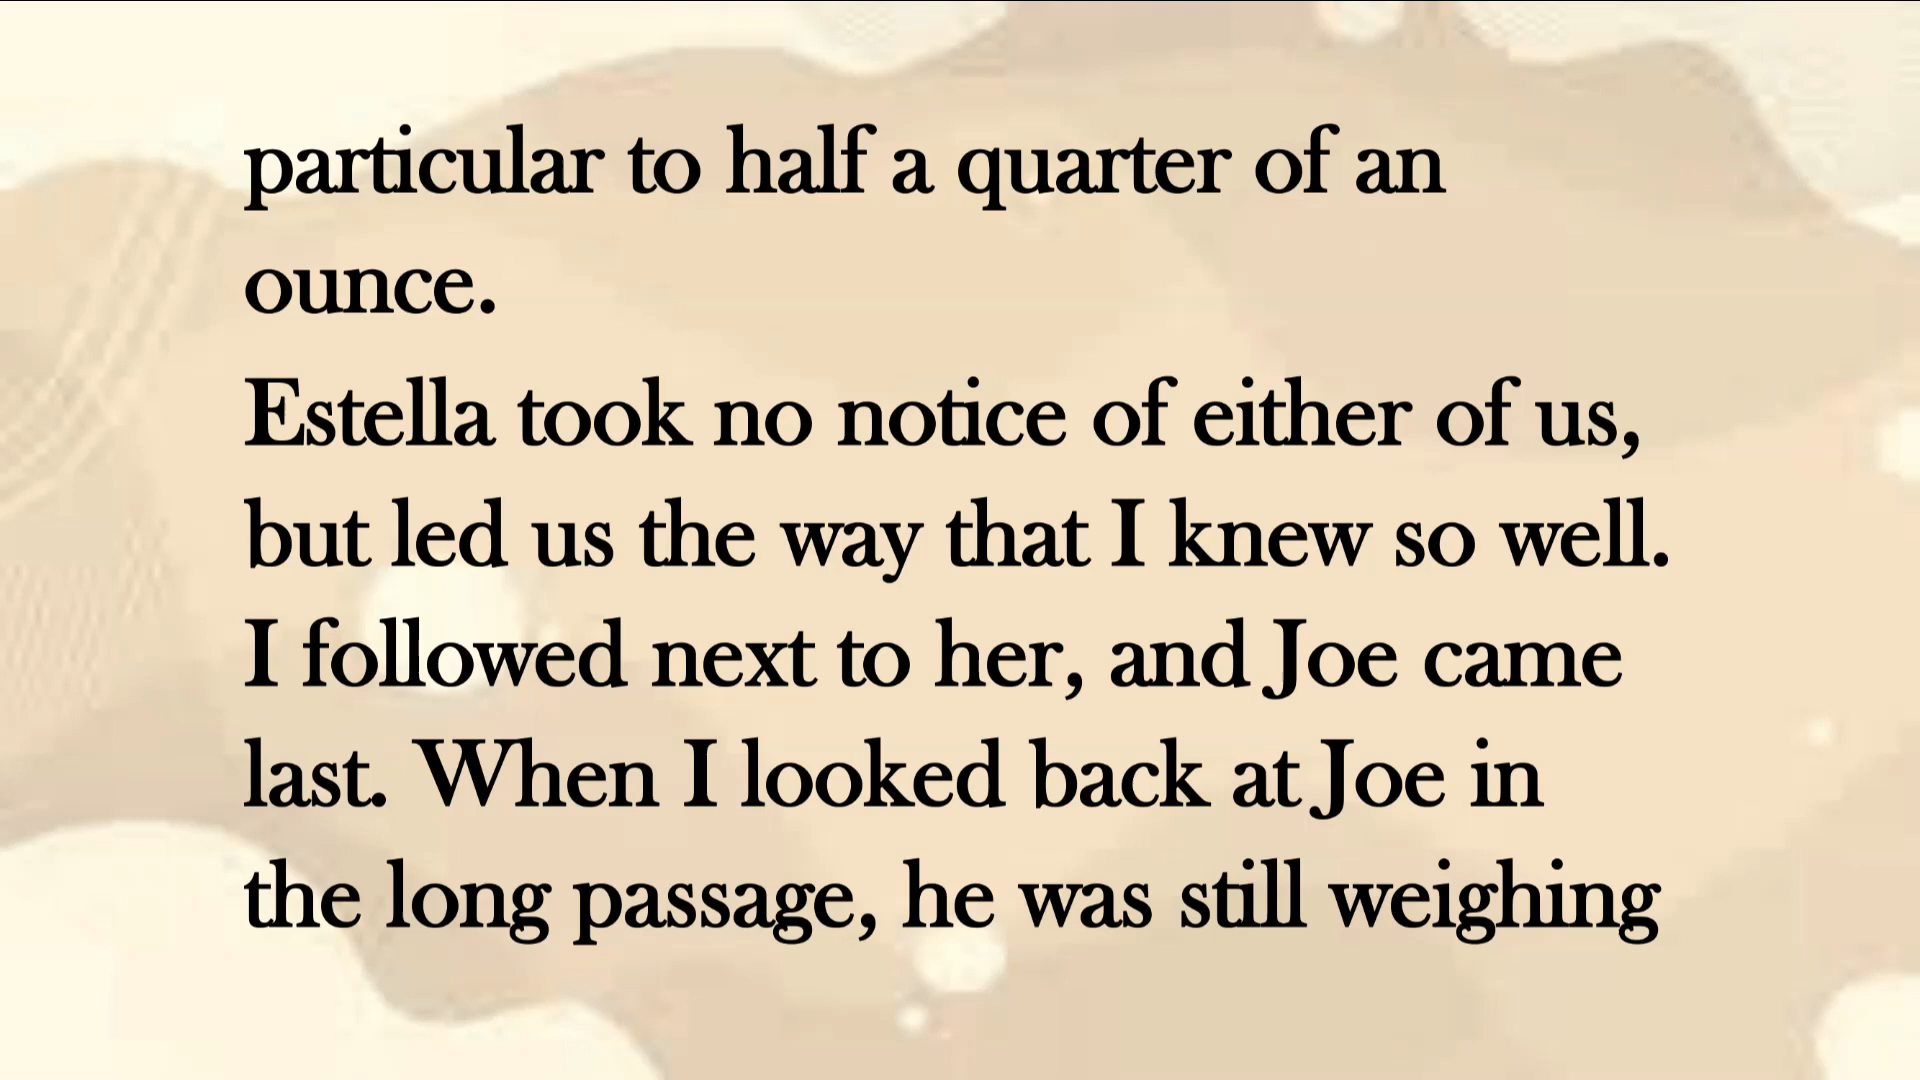 particular to half a quarter of an
ounce.
Estella took no notice of either of us,
but led us the way that I knew so well.
I followed next to her, and Joe came
last. When I looked back at Joe in
the long passage, he was still weighing